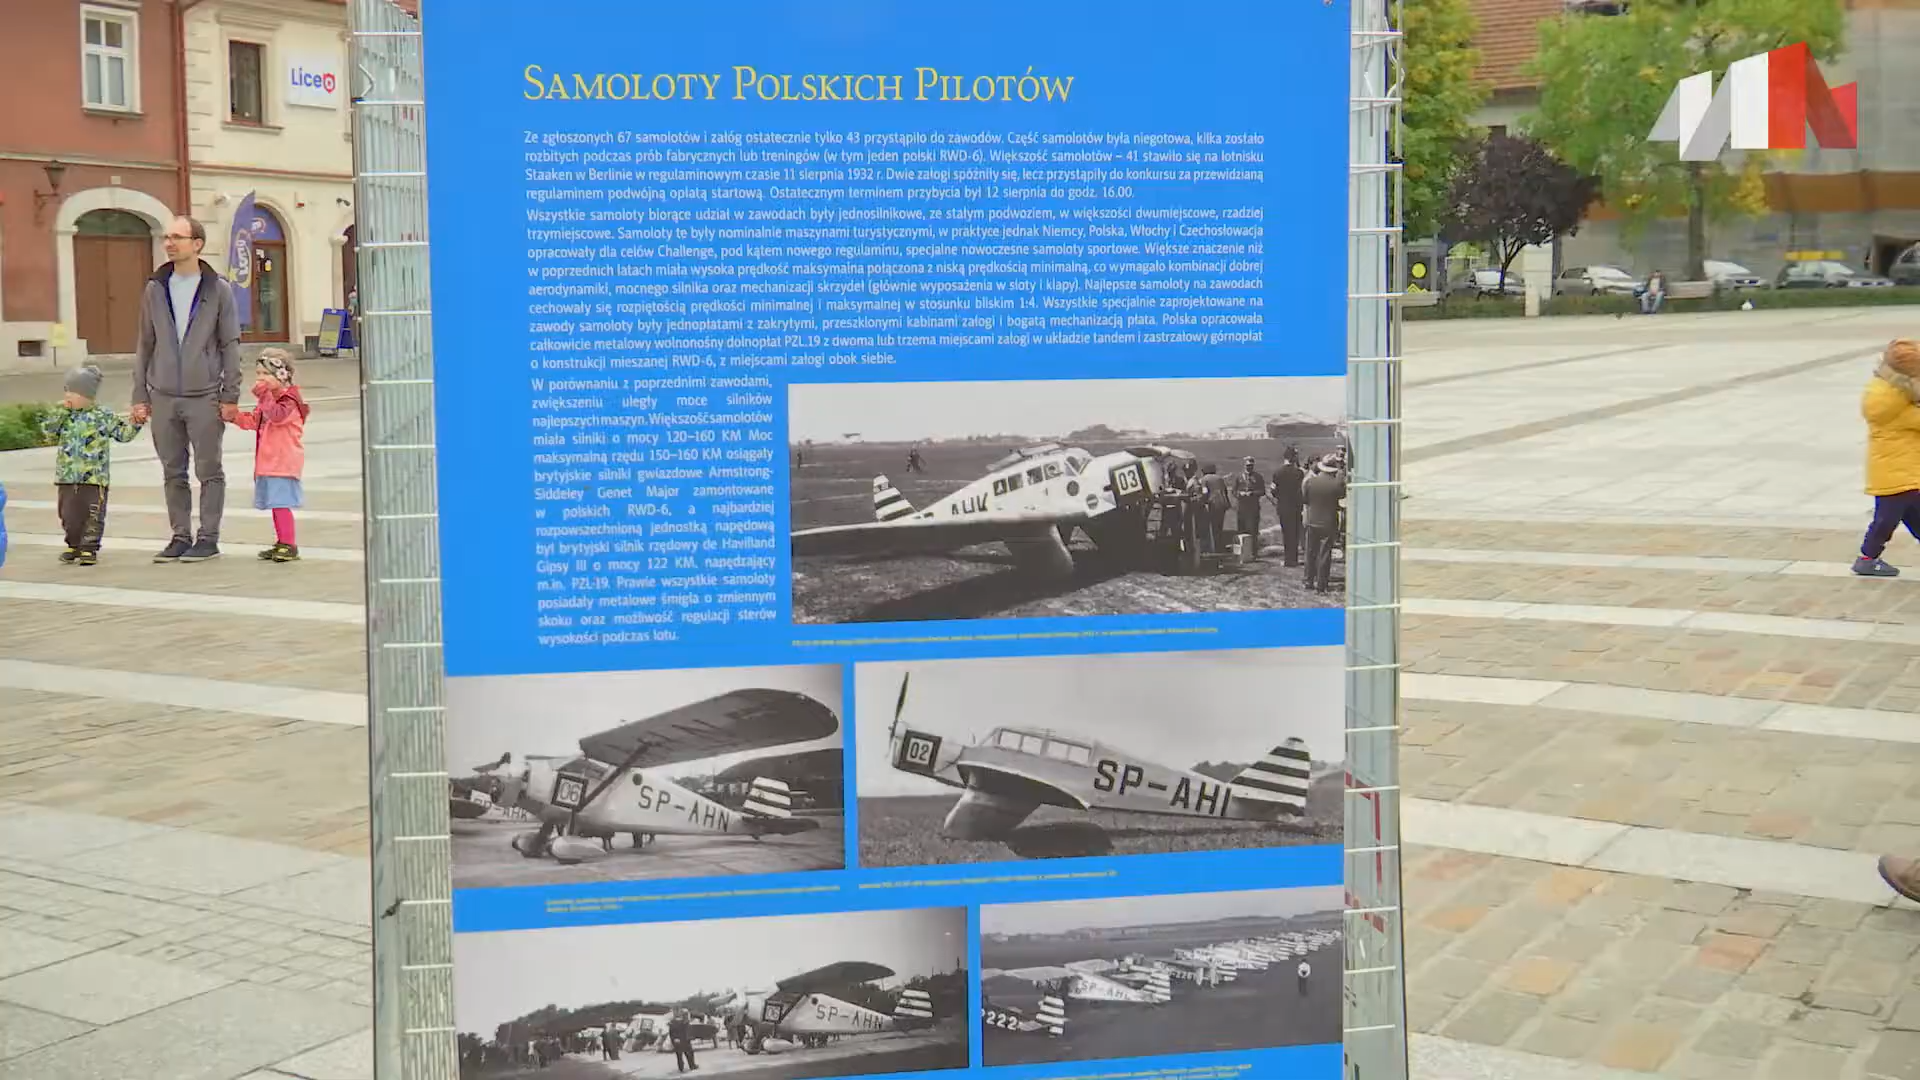 Liceo
SAMOLOTY POLSKICH PILOTÓW
Ze zgłoszonych 67 samolotów i załóg ostatecznie tylko 43 przystąpiło do zawodów. Część samolotów była niegotowa, kilka zostało
rozbitych podczas prób fabrycznych lub treningów (w tym jeden polski RWD-6). Większość samolotów – 41 stawiło się na lotnisku
Staaken w Berlinie w regulaminowym czasie 11 sierpnia 1932 r. Dwie załogi spóźniły się, lecz przystąpiły do konkursu za przewidzianą
regulaminem podwójną opłatą startową. Ostatecznym terminem przybycia był 12 sierpnia do godz. 16.00.
Wszystkie samoloty biorące udział w zawodach były jednosilnikowe, ze stałym podwoziem, w większości dwumiejscowe, rzadziej
trzymiejscowe. Samoloty te były nominalnie maszynami turystycznymi, w praktyce jednak Niemcy, Polska, Włochy i Czechosłowacja
opracowały dla celów Challenge, pod kątem nowego regulaminu, specjalne nowoczesne samoloty sportowe. Większe znaczenie niż
w poprzednich latach miała wysoka prędkość maksymalna połączona z niską prędkością minimalną, co wymagało kombinacji dobrej
aerodynamiki, mocnego silnika oraz mechanizacji skrzydeł (głównie wyposażenia w sloty i klapy). Najlepsze samoloty na zawodach
cechowały się rozpiętością prędkości minimalnej i maksymalnej w stosunku bliskim 1:4. Wszystkie specjalnie zaprojektowane na
zawody samoloty były jednopłatami z zakrytymi, przeszklonymi kabinami załogi i bogatą mechanizacją płata. Polska opracowała
całkowicie metalowy wolnonośny dolnopłat PZL.19 z dwoma lub trzema miejscami załogi w układzie tandem i zastrzałowy górnopłat
o konstrukcji mieszanej RWD-6, z miejscami załogi obok siebie.
W porównaniu z poprzednimi zawodami,
zwiększeniu uległy moce silników
najlepszych maszyn. Większość samolotów
miała silniki o mocy 120–160 KM Moc
maksymalną rzędu 150–160 KM osiągały
brytyjskie silniki gwiazdowe Armstrong-
Siddeley Genet Major zamontowane
w polskich RWD-6, a najbardziej
rozpowszechnioną jednostką napędową
był brytyjski silnik rzędowy de Havilland
Gipsy III o mocy 122 KM, napędzający
m.in. PZL-19. Prawie wszystkie samoloty
posiadały metalowe śmigła o zmiennym
skoku oraz możliwość regulacji sterów
wysokości podczas lotu.
03
AHK
06
SP-AHN
SP-AHK
02
SP-AHI
SP-AHN
SP-AH
222